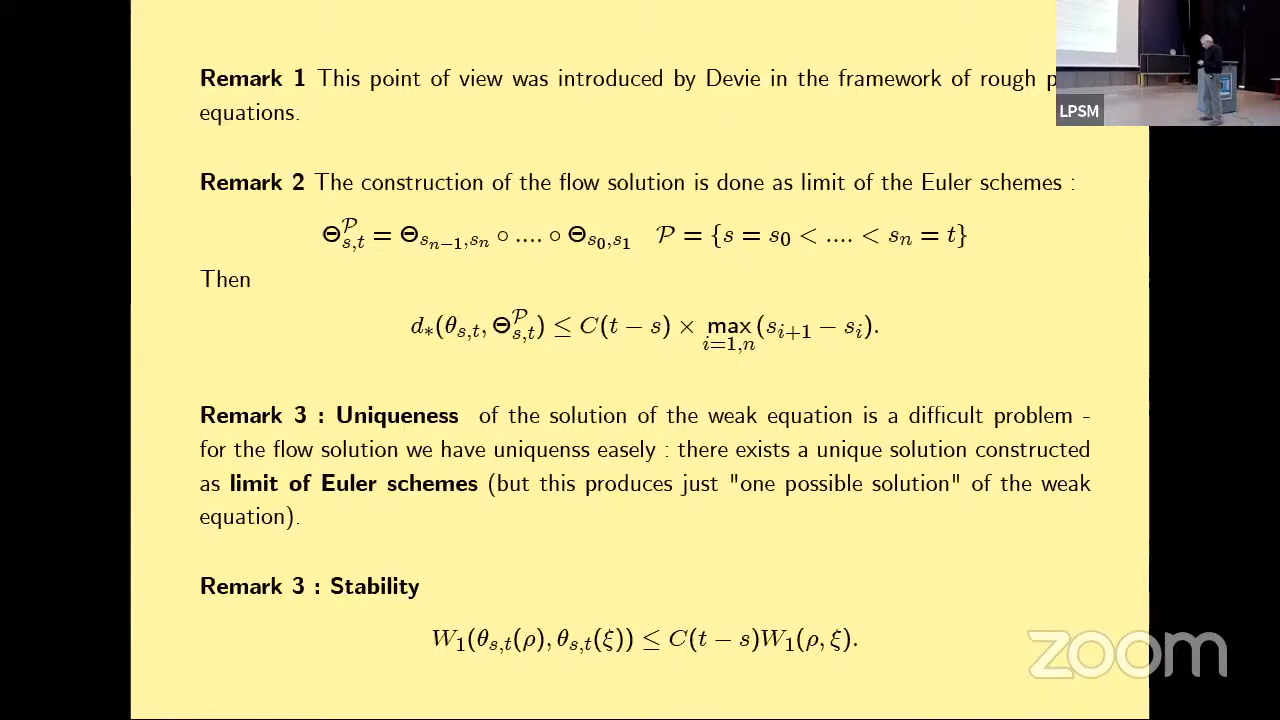 Remark 1 This point of view was introduced by Devie in the framework of rough p
equations.
Remark 2 The construction of the flow solution is done as limit of the Euler schemes :
Θ^P_{s,t} = Θ_{s_{n−1},s_n} ∘ .... ∘ Θ_{s_0,s_1} P = {s = s_0 < .... < s_n = t}
Then
d_*(θ_{s,t}, Θ^P_{s,t}) ≤ C(t − s) × max_{i=1,n}(s_{i+1} − s_i).
Remark 3 : Uniqueness of the solution of the weak equation is a difficult problem -
for the flow solution we have uniquenss easely : there exists a unique solution constructed
as limit of Euler schemes (but this produces just "one possible solution" of the weak
equation).
Remark 3 : Stability
W_1(θ_{s,t}(ρ), θ_{s,t}(ξ)) ≤ C(t − s)W_1(ρ, ξ).
LPSM
zoom